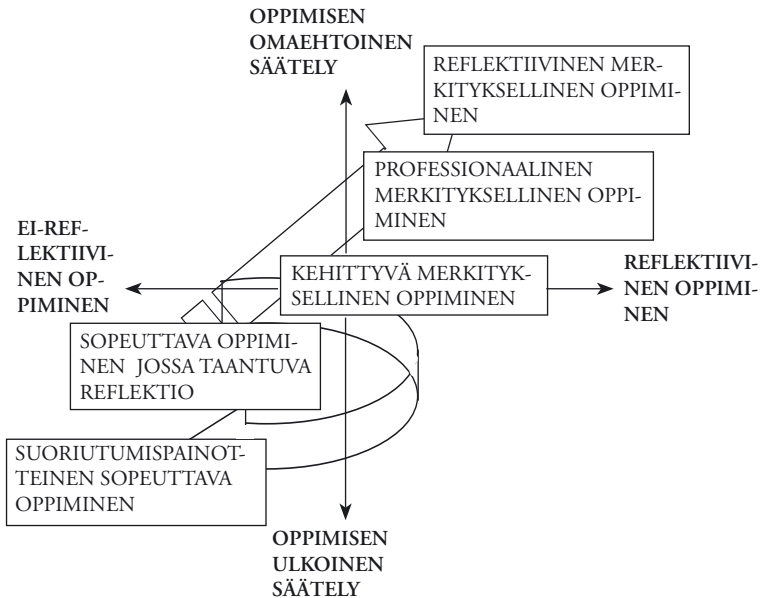 OPPIMISEN
OMAEHTOINEN
SÄÄTELY
REFLEKTIIVINEN MER-
KITYKSELLINEN OPPIMI-
NEN
PROFESSIONAALINEN
MERKITYKSELLINEN OPPI-
MINEN
EI-REF-
LEKTIIVI-
NEN OP-
PIMINEN
KEHITTYVÄ MERKITYK-
SELLINEN OPPIMINEN
REFLEKTIIVI-
NEN OPPIMI-
NEN
SOPEUTTAVA OPPIMI-
NEN JOSSA TAANTUVA
REFLEKTIO
SUORIUTUMISPAINOT-
TEINEN SOPEUTTAVA
OPPIMINEN
OPPIMISEN
ULKOINEN
SÄÄTELY